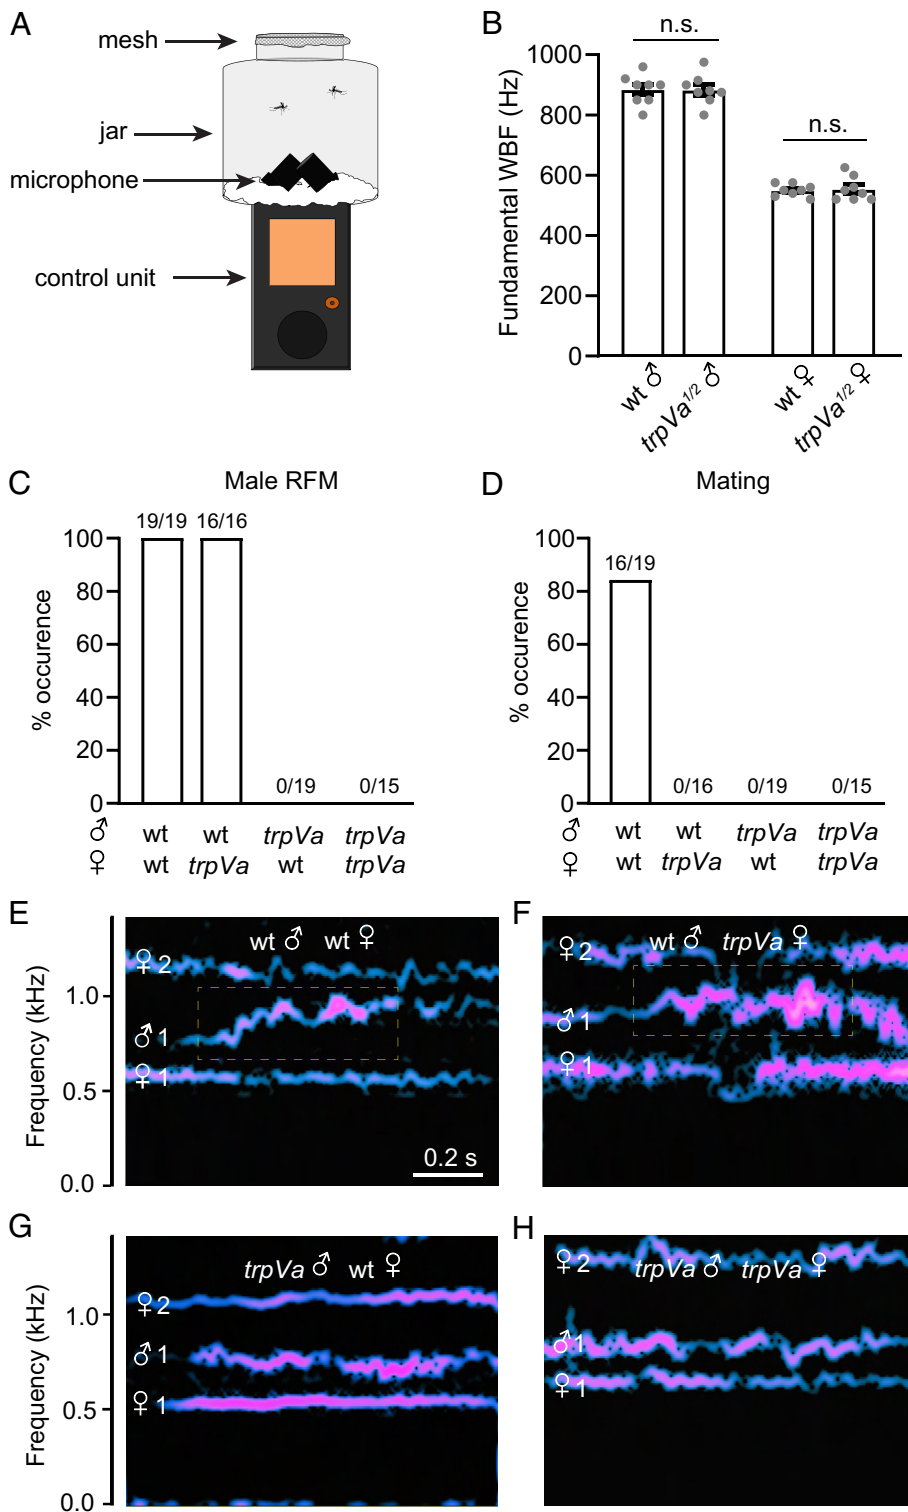 A
mesh
jar
microphone
control unit
B
n.s.
n.s.
Fundamental WBF (Hz)
1000
800
600
400
200
0
wt ♂
trpVa1/2 ♂
wt ♀
trpVa1/2 ♀
C
Male RFM
19/19 16/16
0/19 0/15
% occurence
100
80
60
40
20
0
♂ wt wt trpVa trpVa
♀ wt trpVa wt trpVa
D
Mating
16/19
0/16 0/19 0/15
% occurence
100
80
60
40
20
0
♂ wt wt trpVa trpVa
♀ wt trpVa wt trpVa
E
wt ♂ wt ♀
♀2
♂1
♀1
Frequency (kHz)
1.0
0.5
0.0
0.2 s
F
wt ♂ trpVa ♀
♀2
♂1
♀1
G
trpVa ♂ wt ♀
♀2
♂1
♀1
Frequency (kHz)
1.0
0.5
0.0
H
♀2
trpVa ♂ trpVa ♀
♂1
♀1